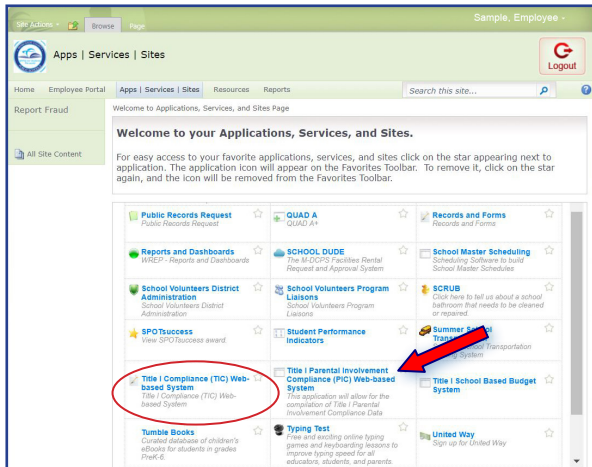 Sample, Employee
Site Actions Browse Page
Apps | Services | Sites
Logout
Home Employee Portal Apps | Services | Sites Resources Reports Search this site...
Report Fraud
All Site Content
Welcome to Applications, Services, and Sites Page
Welcome to your Applications, Services, and Sites.
For easy access to your favorite applications, services, and sites click on the star appearing next to
application. The application icon will appear on the Favorites Toolbar. To remove it, click on the star
again, and the icon will be removed from the Favorites Toolbar.
Public Records Request
Public Records Request
QUAD A
QUAD A+
Records and Forms
Records and Forms
Reports and Dashboards
WREP - Reports and Dashboards
SCHOOL DUDE
The M-DCPS Facilities Rental
Request and Approval System
School Master Scheduling
Scheduling Software to build
School Master Schedules
School Volunteers District
Administration
School Volunteers District
Administration
School Volunteers Program
Liaisons
School Volunteers Program
Liaisons
SCRUB
Click here to tell us about a school
bathroom that needs to be cleaned
or repaired.
SPOTsuccess
View SPOTsuccess award.
Student Performance
Indicators
Summer
Transportation
System
Title I Compliance (TIC) Web-
based System
Title I Compliance (TIC) Web-
based System
Title I Parental Involvement
Compliance (PIC) Web-based
System
This application will allow for the
compilation of Title I Parental
Involvement Compliance Data
Title I School Based Budget
System
Tumble Books
Curated database of children's
eBooks for students in grades
PreK-6.
Typing Test
Free and exciting online typing
games and keyboarding lessons to
improve typing speed for all
educators, students, and parents.
United Way
Sign up for United Way